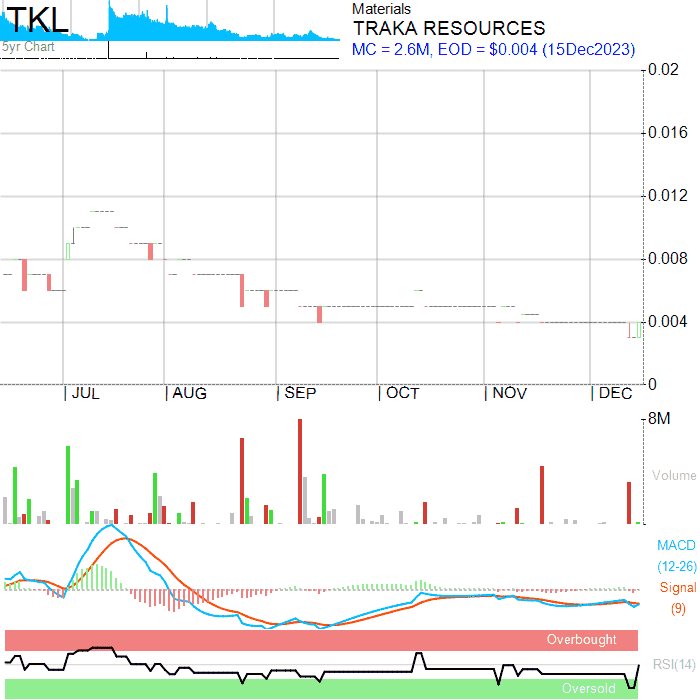 TKL
5yr Chart
Materials
TRAKA RESOURCES
MC = 2.6M, EOD = $0.004 (15Dec2023)
0.02
0.016
0.012
0.008
0.004
0
| JUL | AUG | SEP | OCT | NOV | DEC
8M
Volume
MACD
(12-26)
Signal
(9)
Overbought
RSI(14)
Oversold